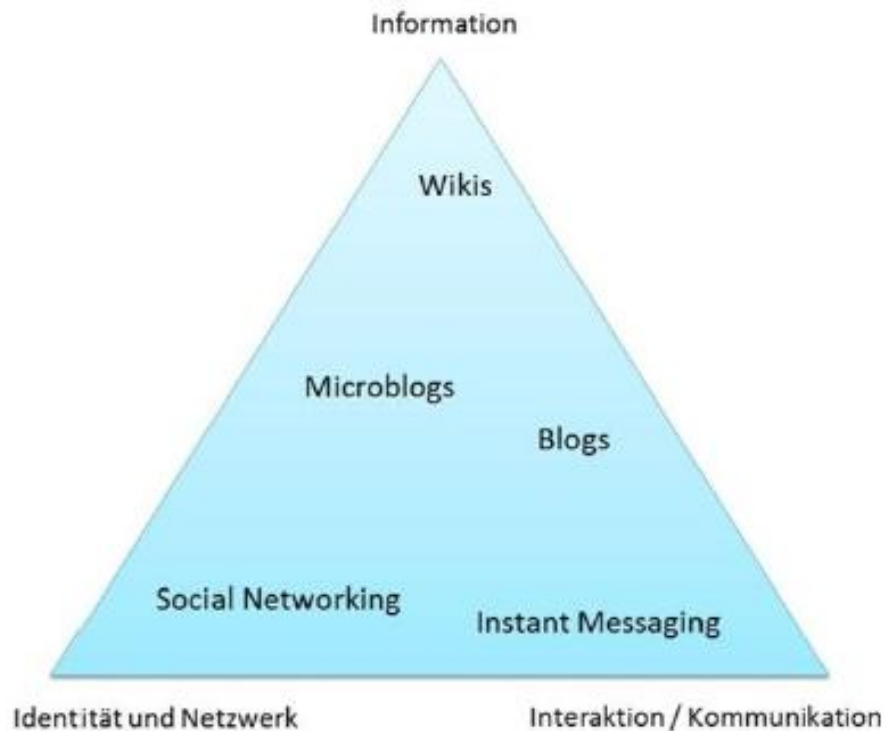 Information
Wikis
Microblogs
Blogs
Social Networking
Instant Messaging
Identität und Netzwerk
Interaktion / Kommunikation